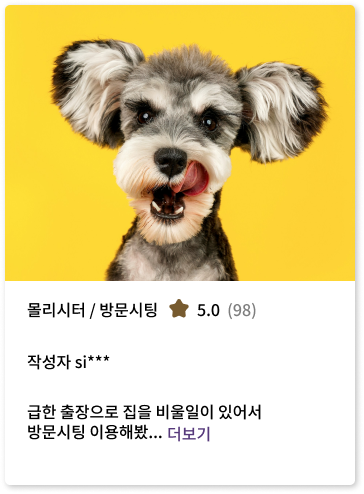 몰리시터 / 방문시팅 ★ 5.0 (98)
작성자 si***
급한 출장으로 집을 비울일이 있어서
방문시팅 이용해봤... 더보기